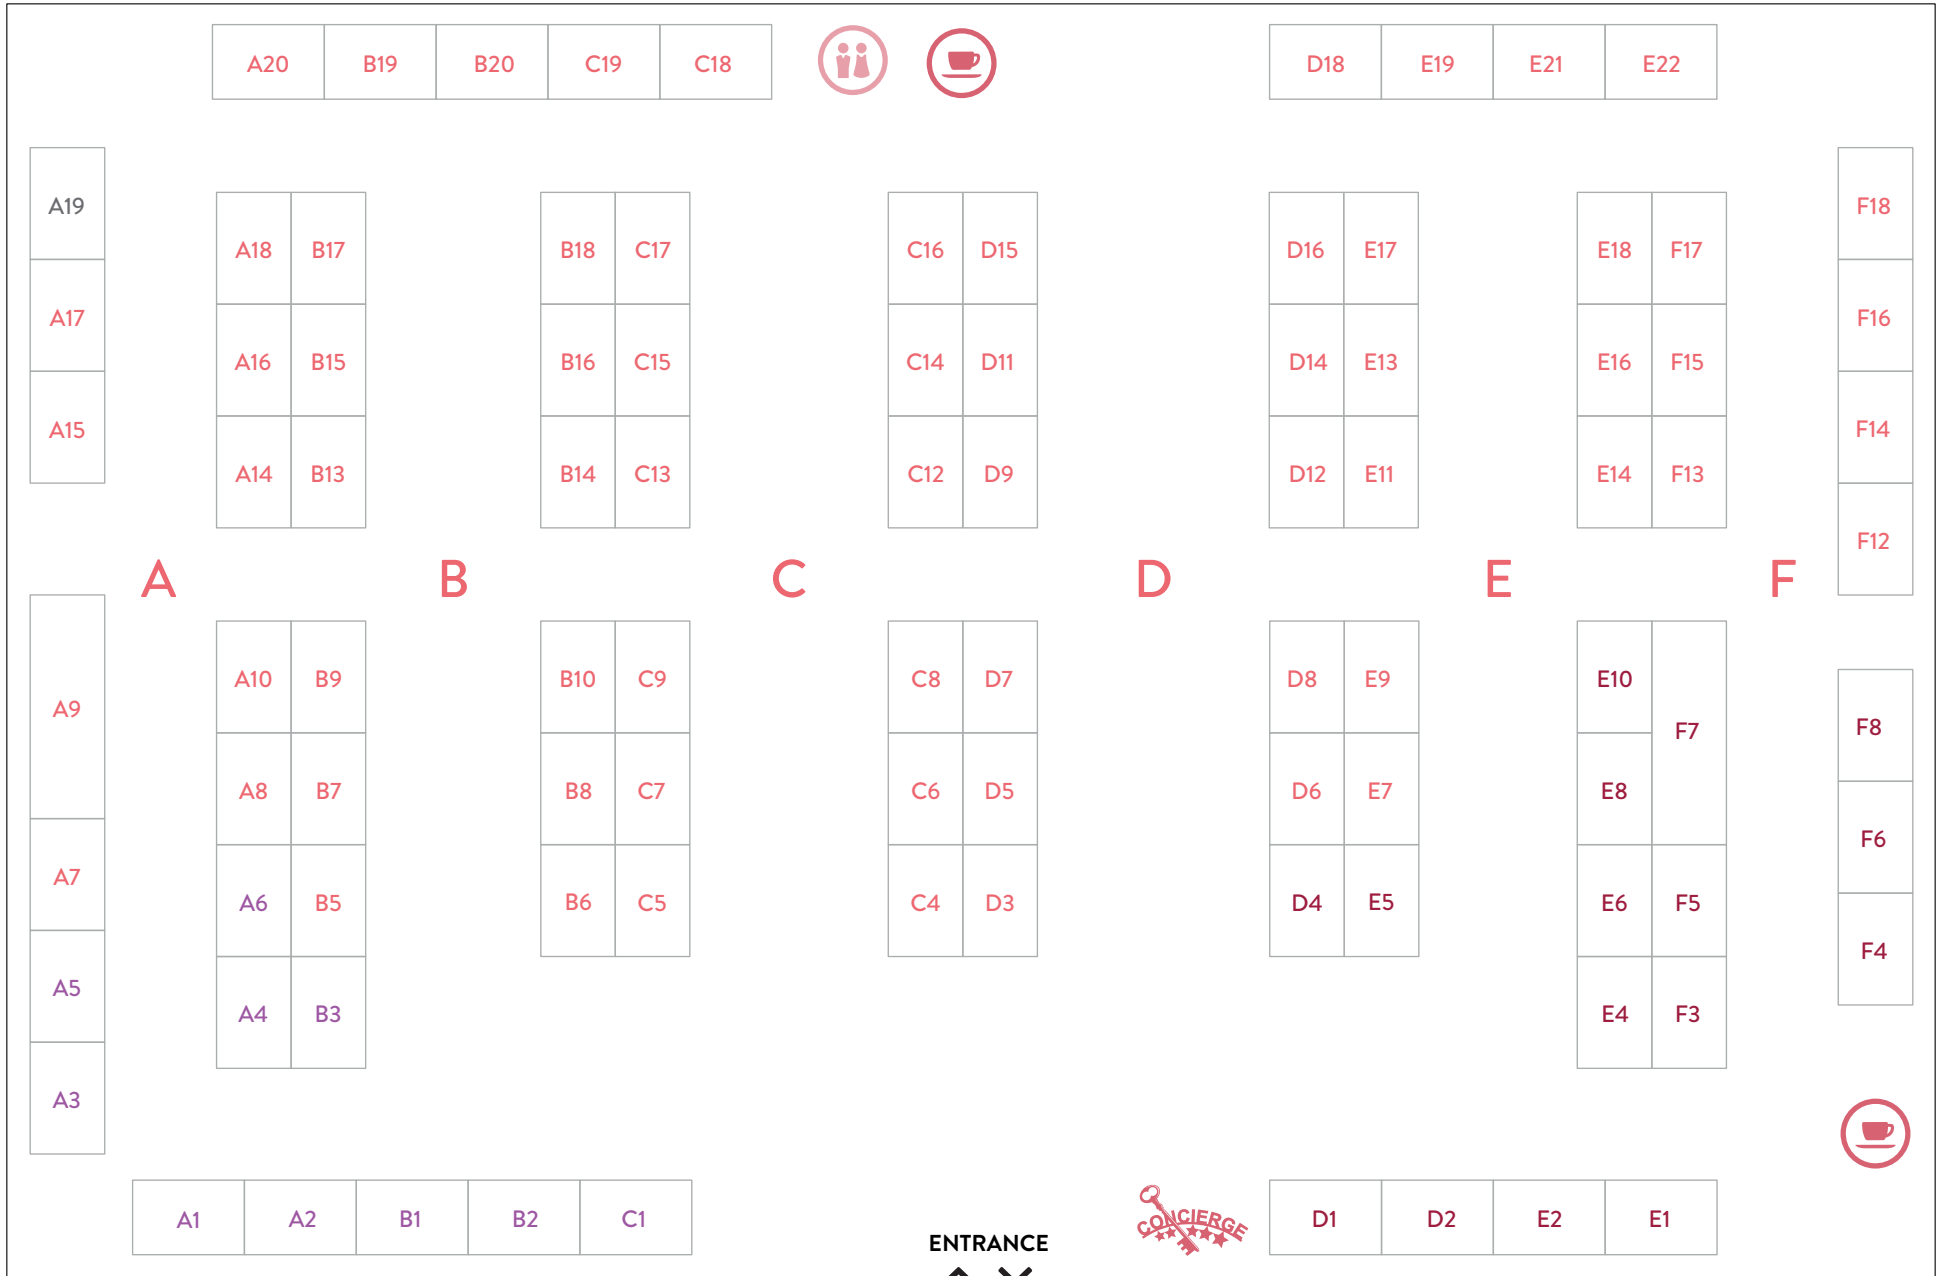 A20 B19 B20 C19 C18 D18 E19 E21 E22
A19 F18
A18 B17 B18 C17 C16 D15 D16 E17 E18 F17
A17 F16
A16 B15 B16 C15 C14 D11 D14 E13 E16 F15
A15 F14
A14 B13 B14 C13 C12 D9 D12 E11 E14 F13
F12
A B C D E F
A10 B9 B10 C9 C8 D7 D8 E9 E10
A9 F7 F8
A8 B7 B8 C7 C6 D5 D6 E7 E8
F6
A7
A6 B5 B6 C5 C4 D3 D4 E5 E6 F5
F4
A5
A4 B3 E4 F3
A3
A1 A2 B1 B2 C1 CONCIERGE D1 D2 E2 E1
ENTRANCE